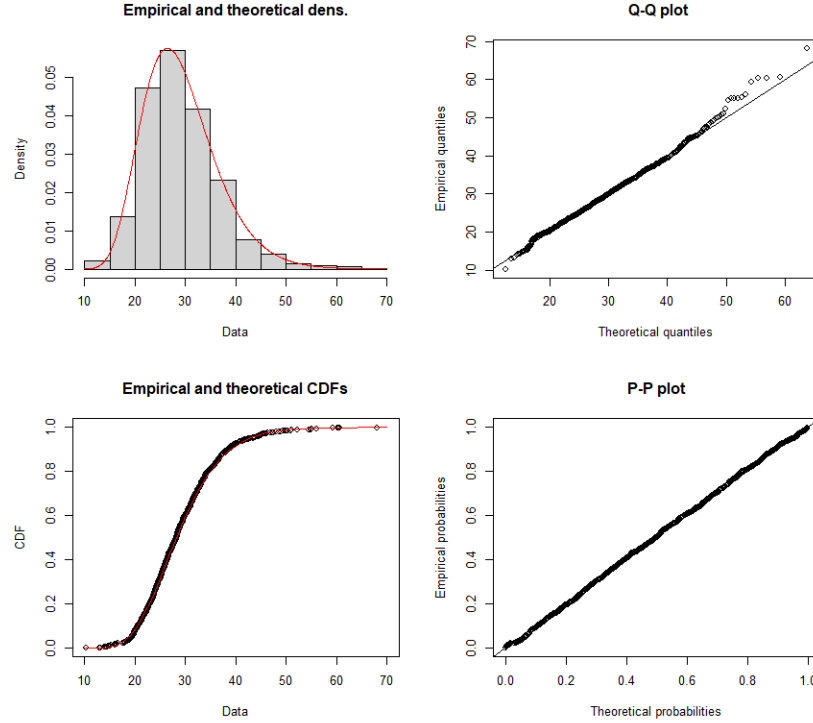 Empirical and theoretical dens.
Density
0.00 0.01 0.02 0.03 0.04 0.05
10 20 30 40 50 60 70
Data
Q-Q plot
Empirical quantiles
10 20 30 40 50 60 70
20 30 40 50 60
Theoretical quantiles
Empirical and theoretical CDFs
CDF
0.0 0.2 0.4 0.6 0.8 1.0
10 20 30 40 50 60 70
Data
P-P plot
Empirical probabilities
0.0 0.2 0.4 0.6 0.8 1.0
0.0 0.2 0.4 0.6 0.8 1.0
Theoretical probabilities